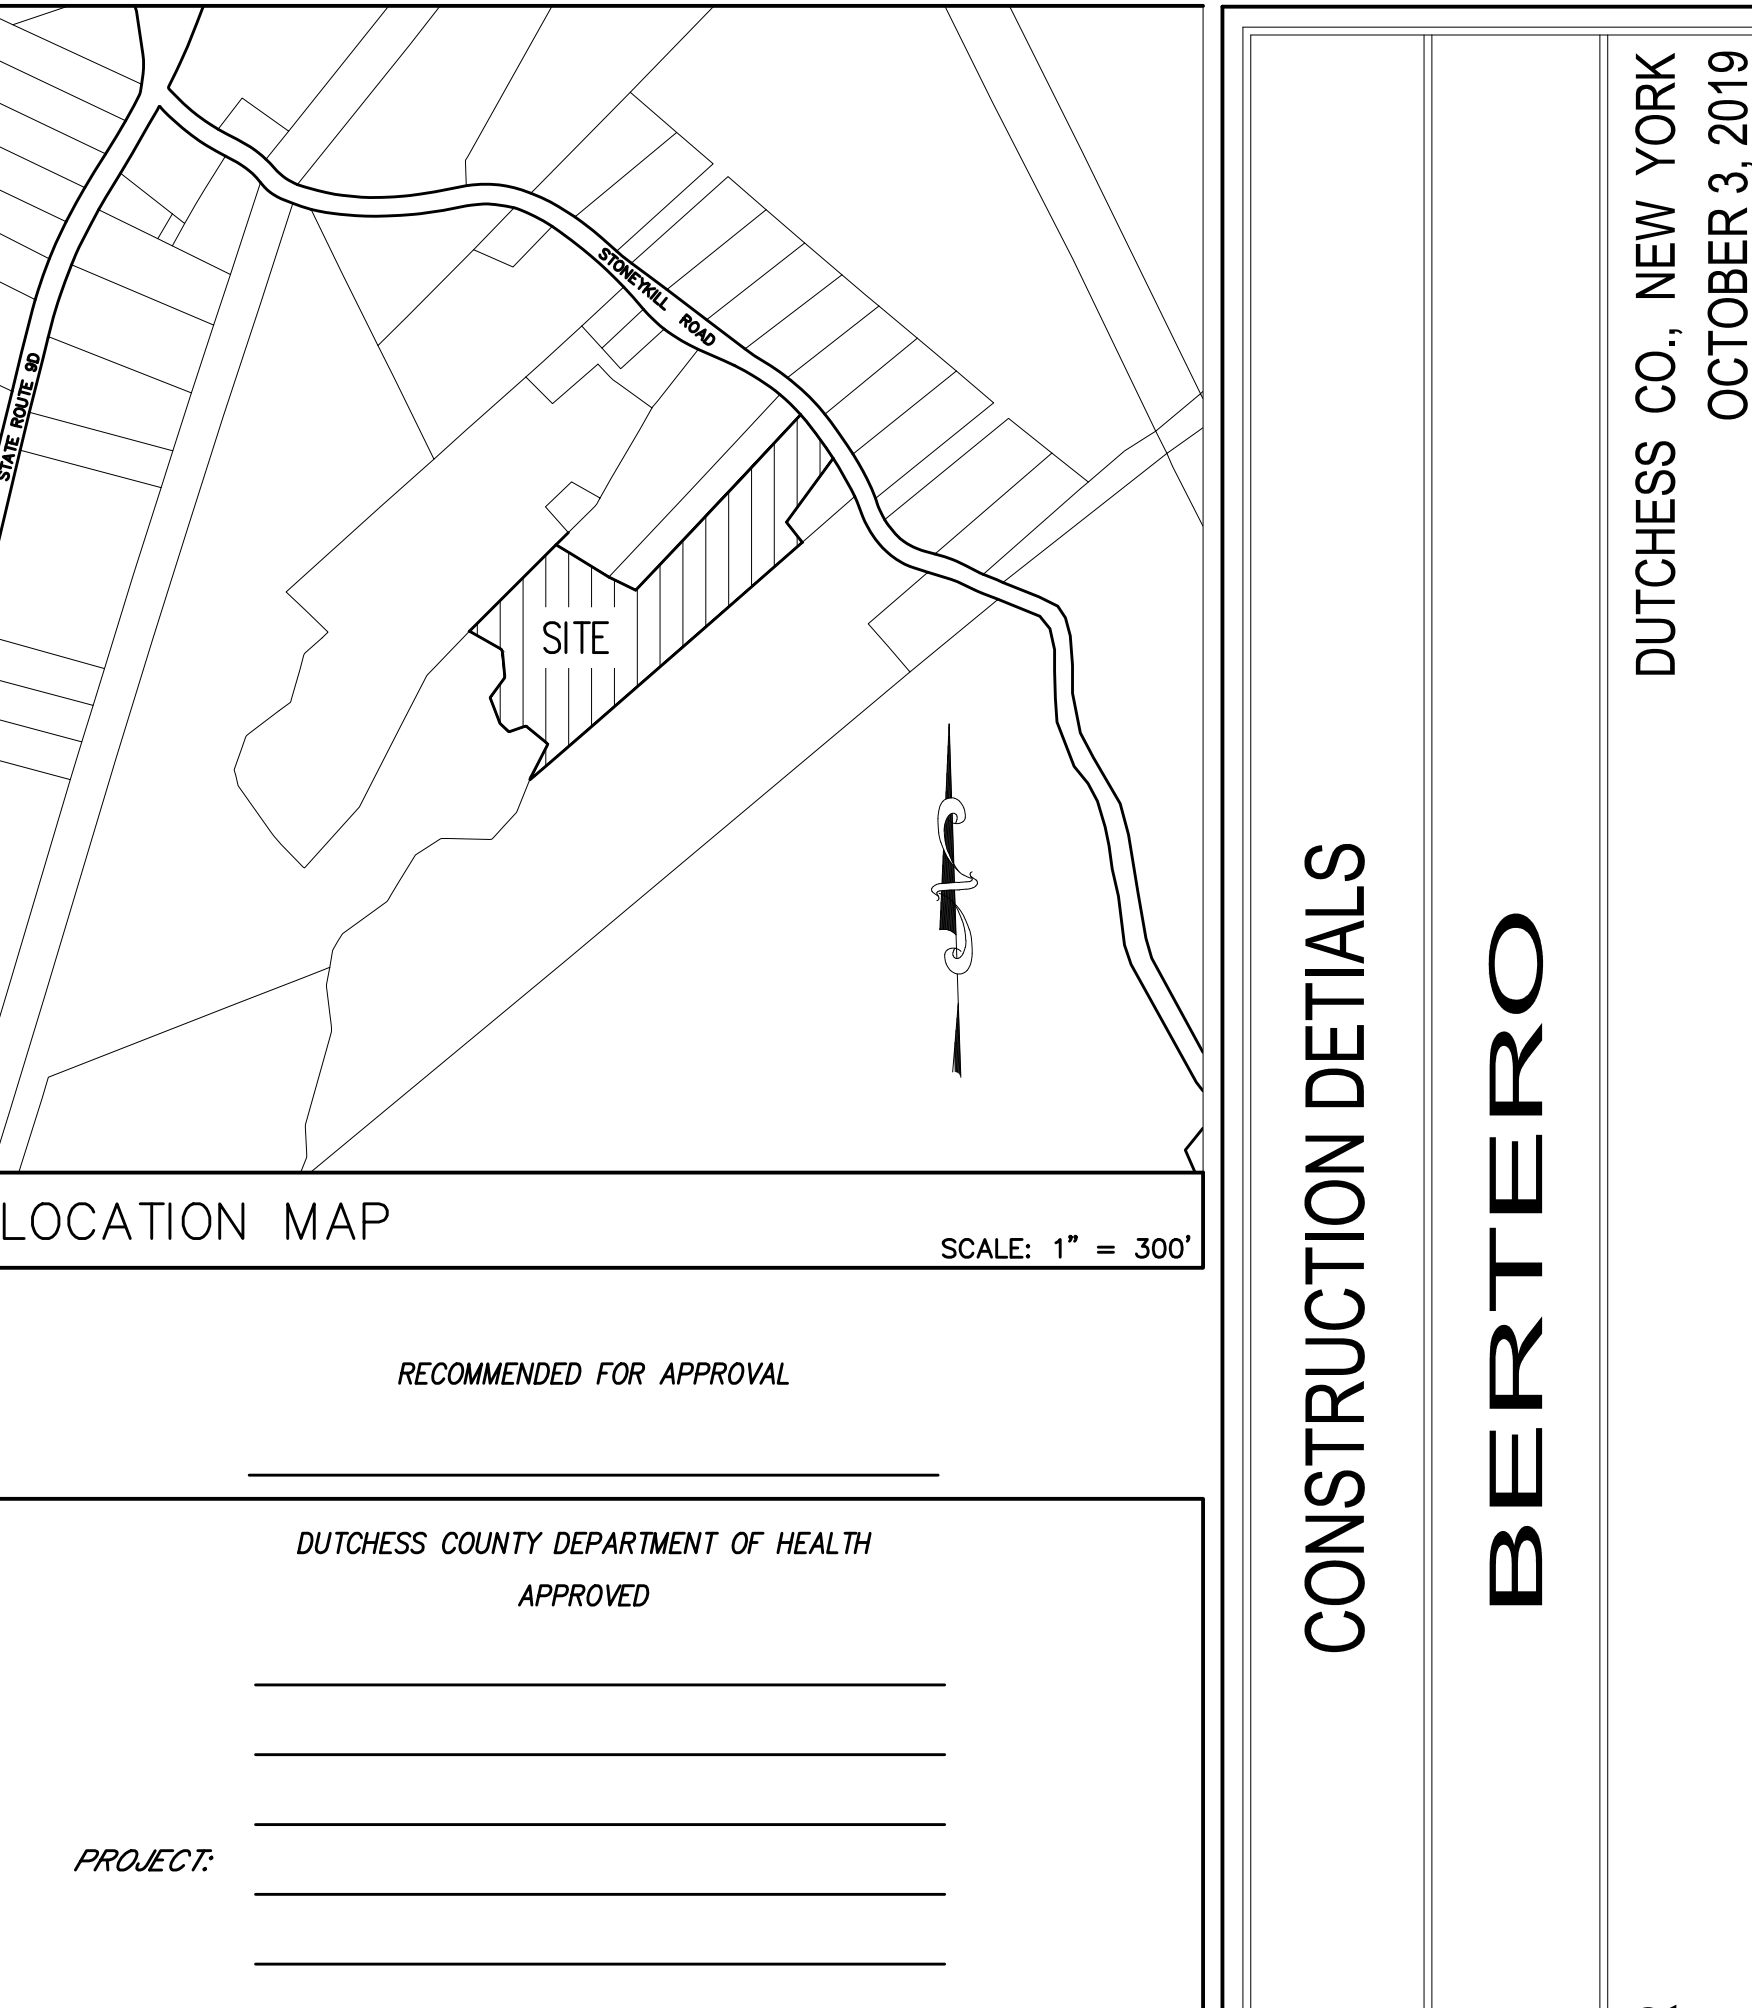 STATE ROUTE 9D
STONEYKILL ROAD
SITE
LOCATION MAP
SCALE: 1" = 300'
RECOMMENDED FOR APPROVAL
DUTCHESS COUNTY DEPARTMENT OF HEALTH
APPROVED
PROJECT:
CONSTRUCTION DETIALS
BERTERO
DUTCHESS CO., NEW YORK
OCTOBER 3, 2019